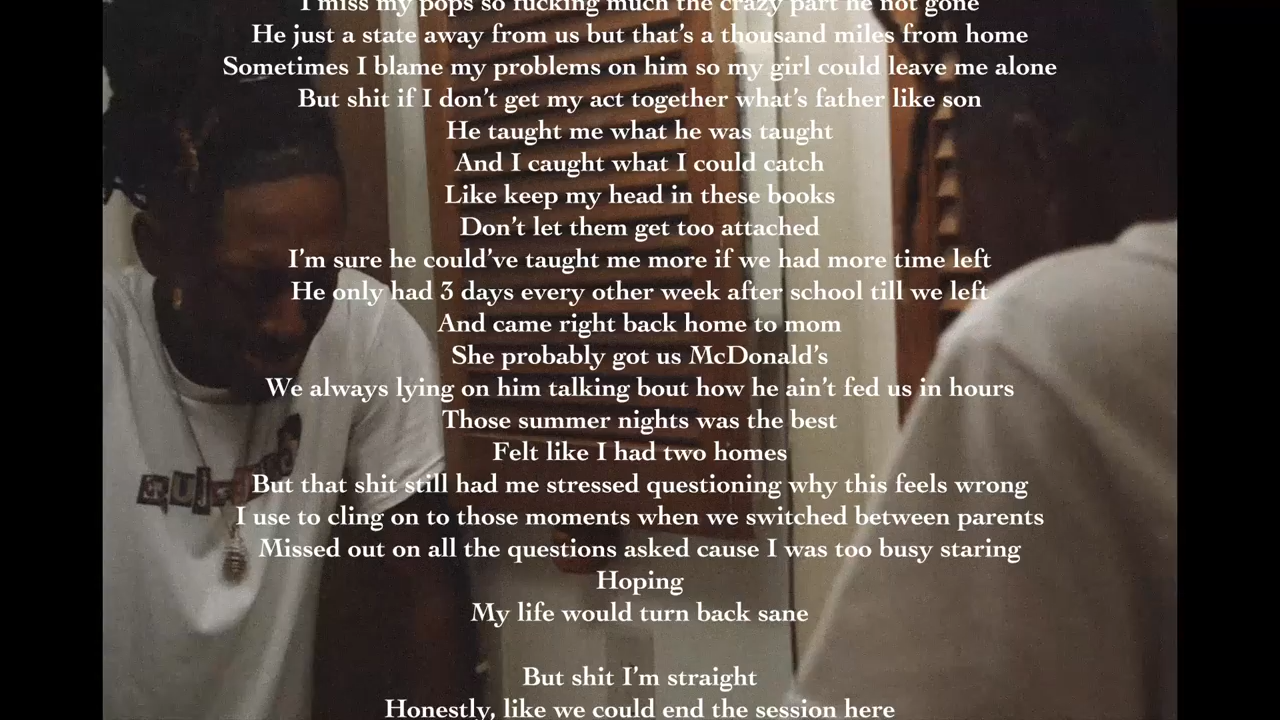 I miss my pops so fucking much the crazy part he not gone
He just a state away from us but that's a thousand miles from home
Sometimes I blame my problems on him so my girl could leave me alone
But shit if I don't get my act together what's father like son
He taught me what he was taught
And I caught what I could catch
Like keep my head in these books
Don't let them get too attached
I'm sure he could've taught me more if we had more time left
He only had 3 days every other week after school till we left
And came right back home to mom
She probably got us McDonald's
We always lying on him talking bout how he ain't fed us in hours
Those summer nights was the best
Felt like I had two homes
But that shit still had me stressed questioning why this feels wrong
I use to cling on to those moments when we switched between parents
Missed out on all the questions asked cause I was too busy staring
Hoping
My life would turn back sane
But shit I'm straight
Honestly, like we could end the session here